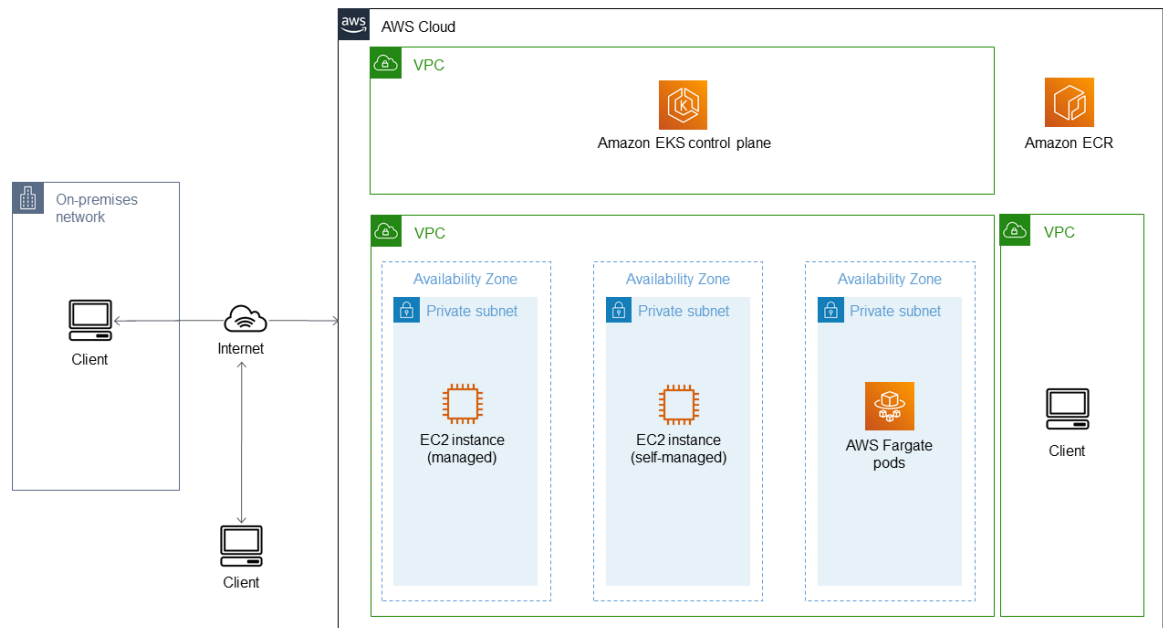 aws
AWS Cloud
VPC
Amazon EKS control plane
Amazon ECR
On-premises
network
Client
Internet
Client
VPC
Availability Zone
Private subnet
EC2 instance
(managed)
Availability Zone
Private subnet
EC2 instance
(self-managed)
Availability Zone
Private subnet
AWS Fargate
pods
VPC
Client